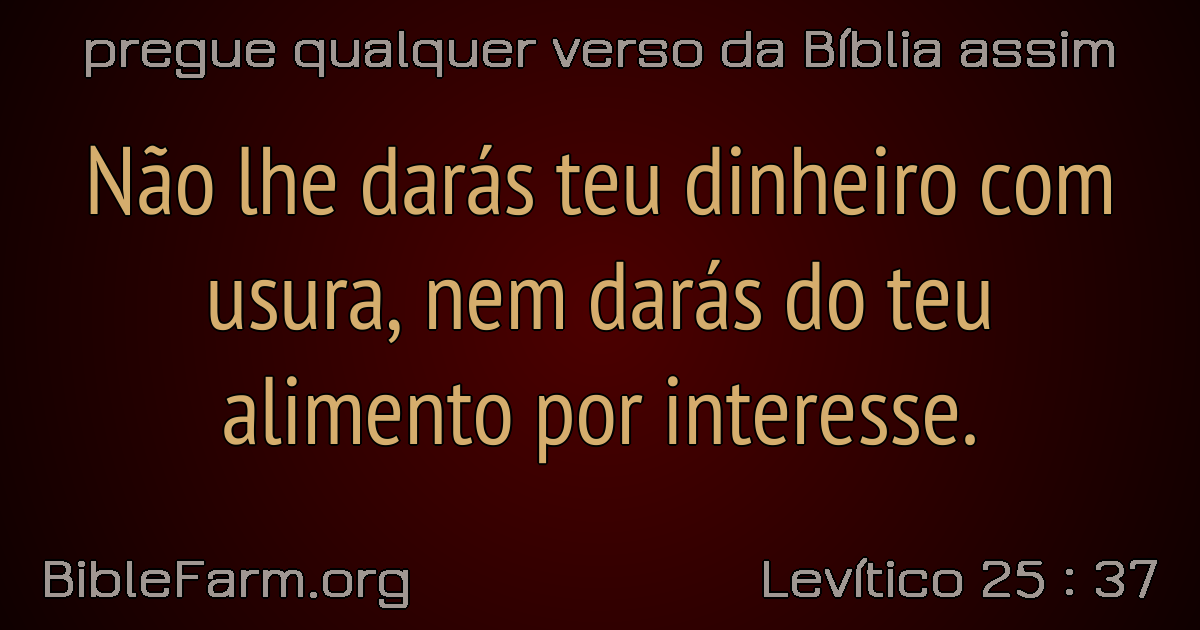 pregue qualquer verso da Bíblia assim
Não lhe darás teu dinheiro com
usura, nem darás do teu
alimento por interesse.
BibleFarm.org
Levítico 25 : 37